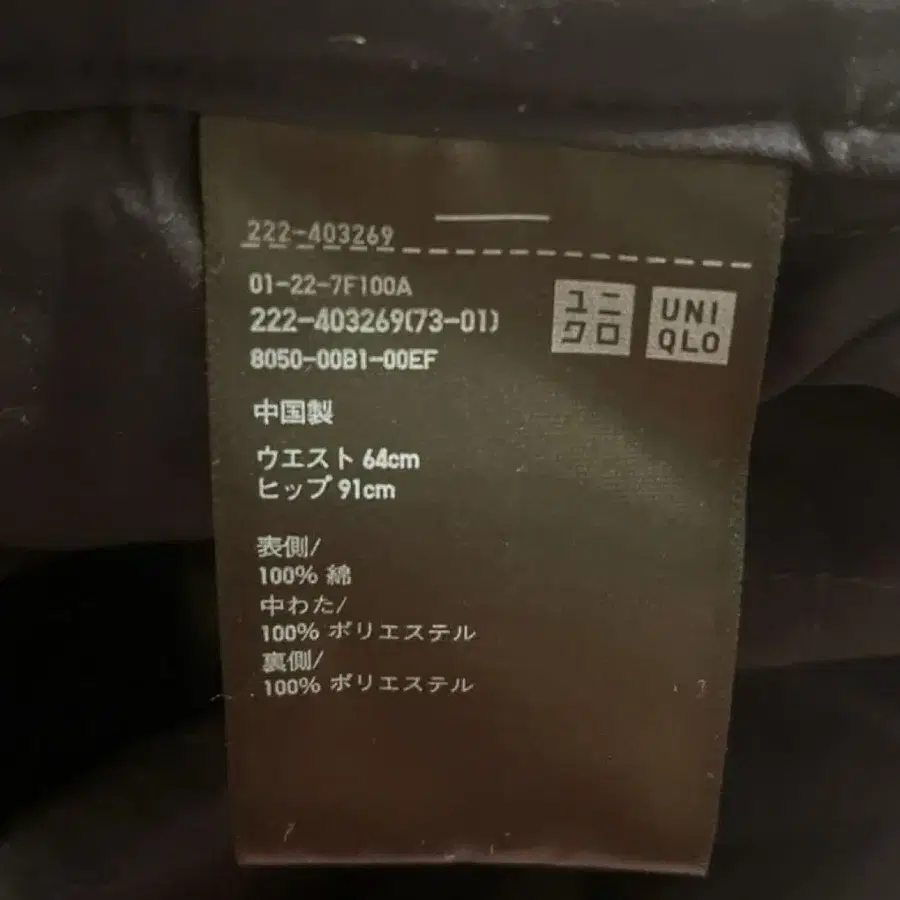 222-403269
01-22-7F100A
222-403269(73-01)
8050-00B1-00EF
ユニ
クロ
UNI
QLO
中国製
ウエスト 64cm
ヒップ 91cm
表側/
100% 綿
中わた/
100% ポリエステル
裏側/
100% ポリエステル